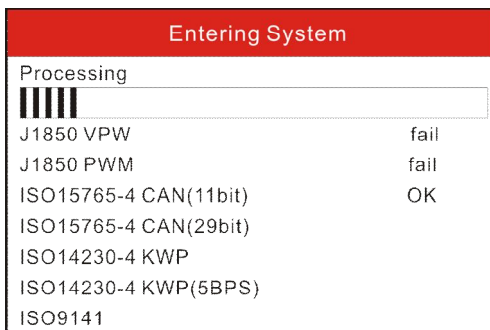 Entering System
Processing
J1850 VPW fail
J1850 PWM fail
ISO15765-4 CAN(11bit) OK
ISO15765-4 CAN(29bit)
ISO14230-4 KWP
ISO14230-4 KWP(5BPS)
ISO9141